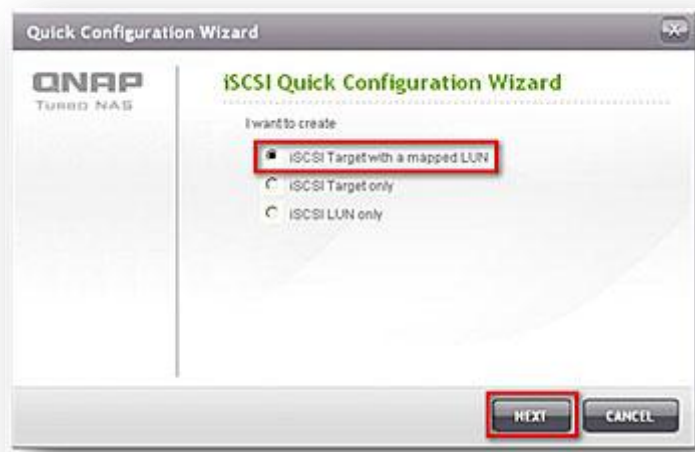 Quick Configuration Wizard
QNAP
TURBO NAS
iSCSI Quick Configuration Wizard
I want to create
iSCSI Target with a mapped LUN
iSCSI Target only
iSCSI LUN only
NEXT
CANCEL